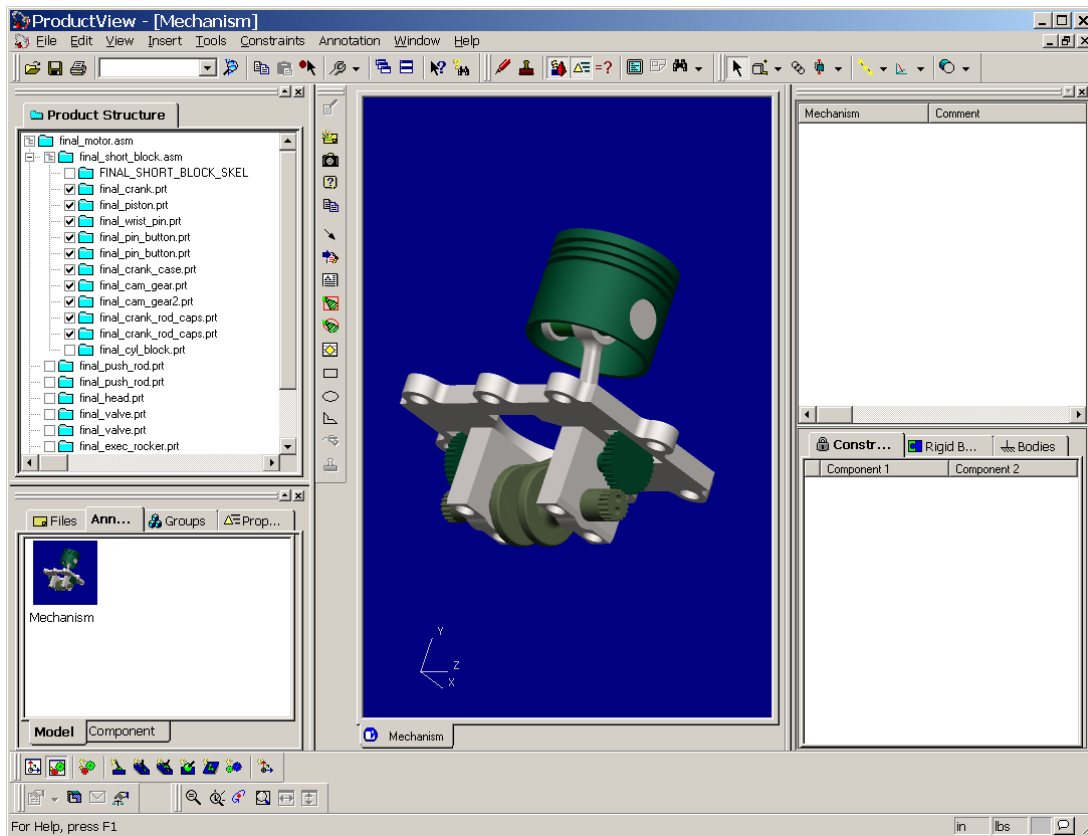 ProductView - [Mechanism]
File Edit View Insert Tools Constraints Annotation Window Help
=?
Product Structure
final_motor.asm
final_short_block.asm
FINAL_SHORT_BLOCK_SKEL
final_crank.prt
final_piston.prt
final_wrist_pin.prt
final_pin_button.prt
final_pin_button.prt
final_crank_case.prt
final_cam_gear.prt
final_cam_gear2.prt
final_crank_rod_caps.prt
final_crank_rod_caps.prt
final_cyl_block.prt
final_push_rod.prt
final_push_rod.prt
final_head.prt
final_valve.prt
final_valve.prt
final_exec_rocker.prt
Files Ann... Groups Prop...
Mechanism
Model Component
Y
Z
X
Mechanism
Mechanism Comment
Constr... Rigid B... Bodies
Component 1 Component 2
For Help, press F1
in lbs